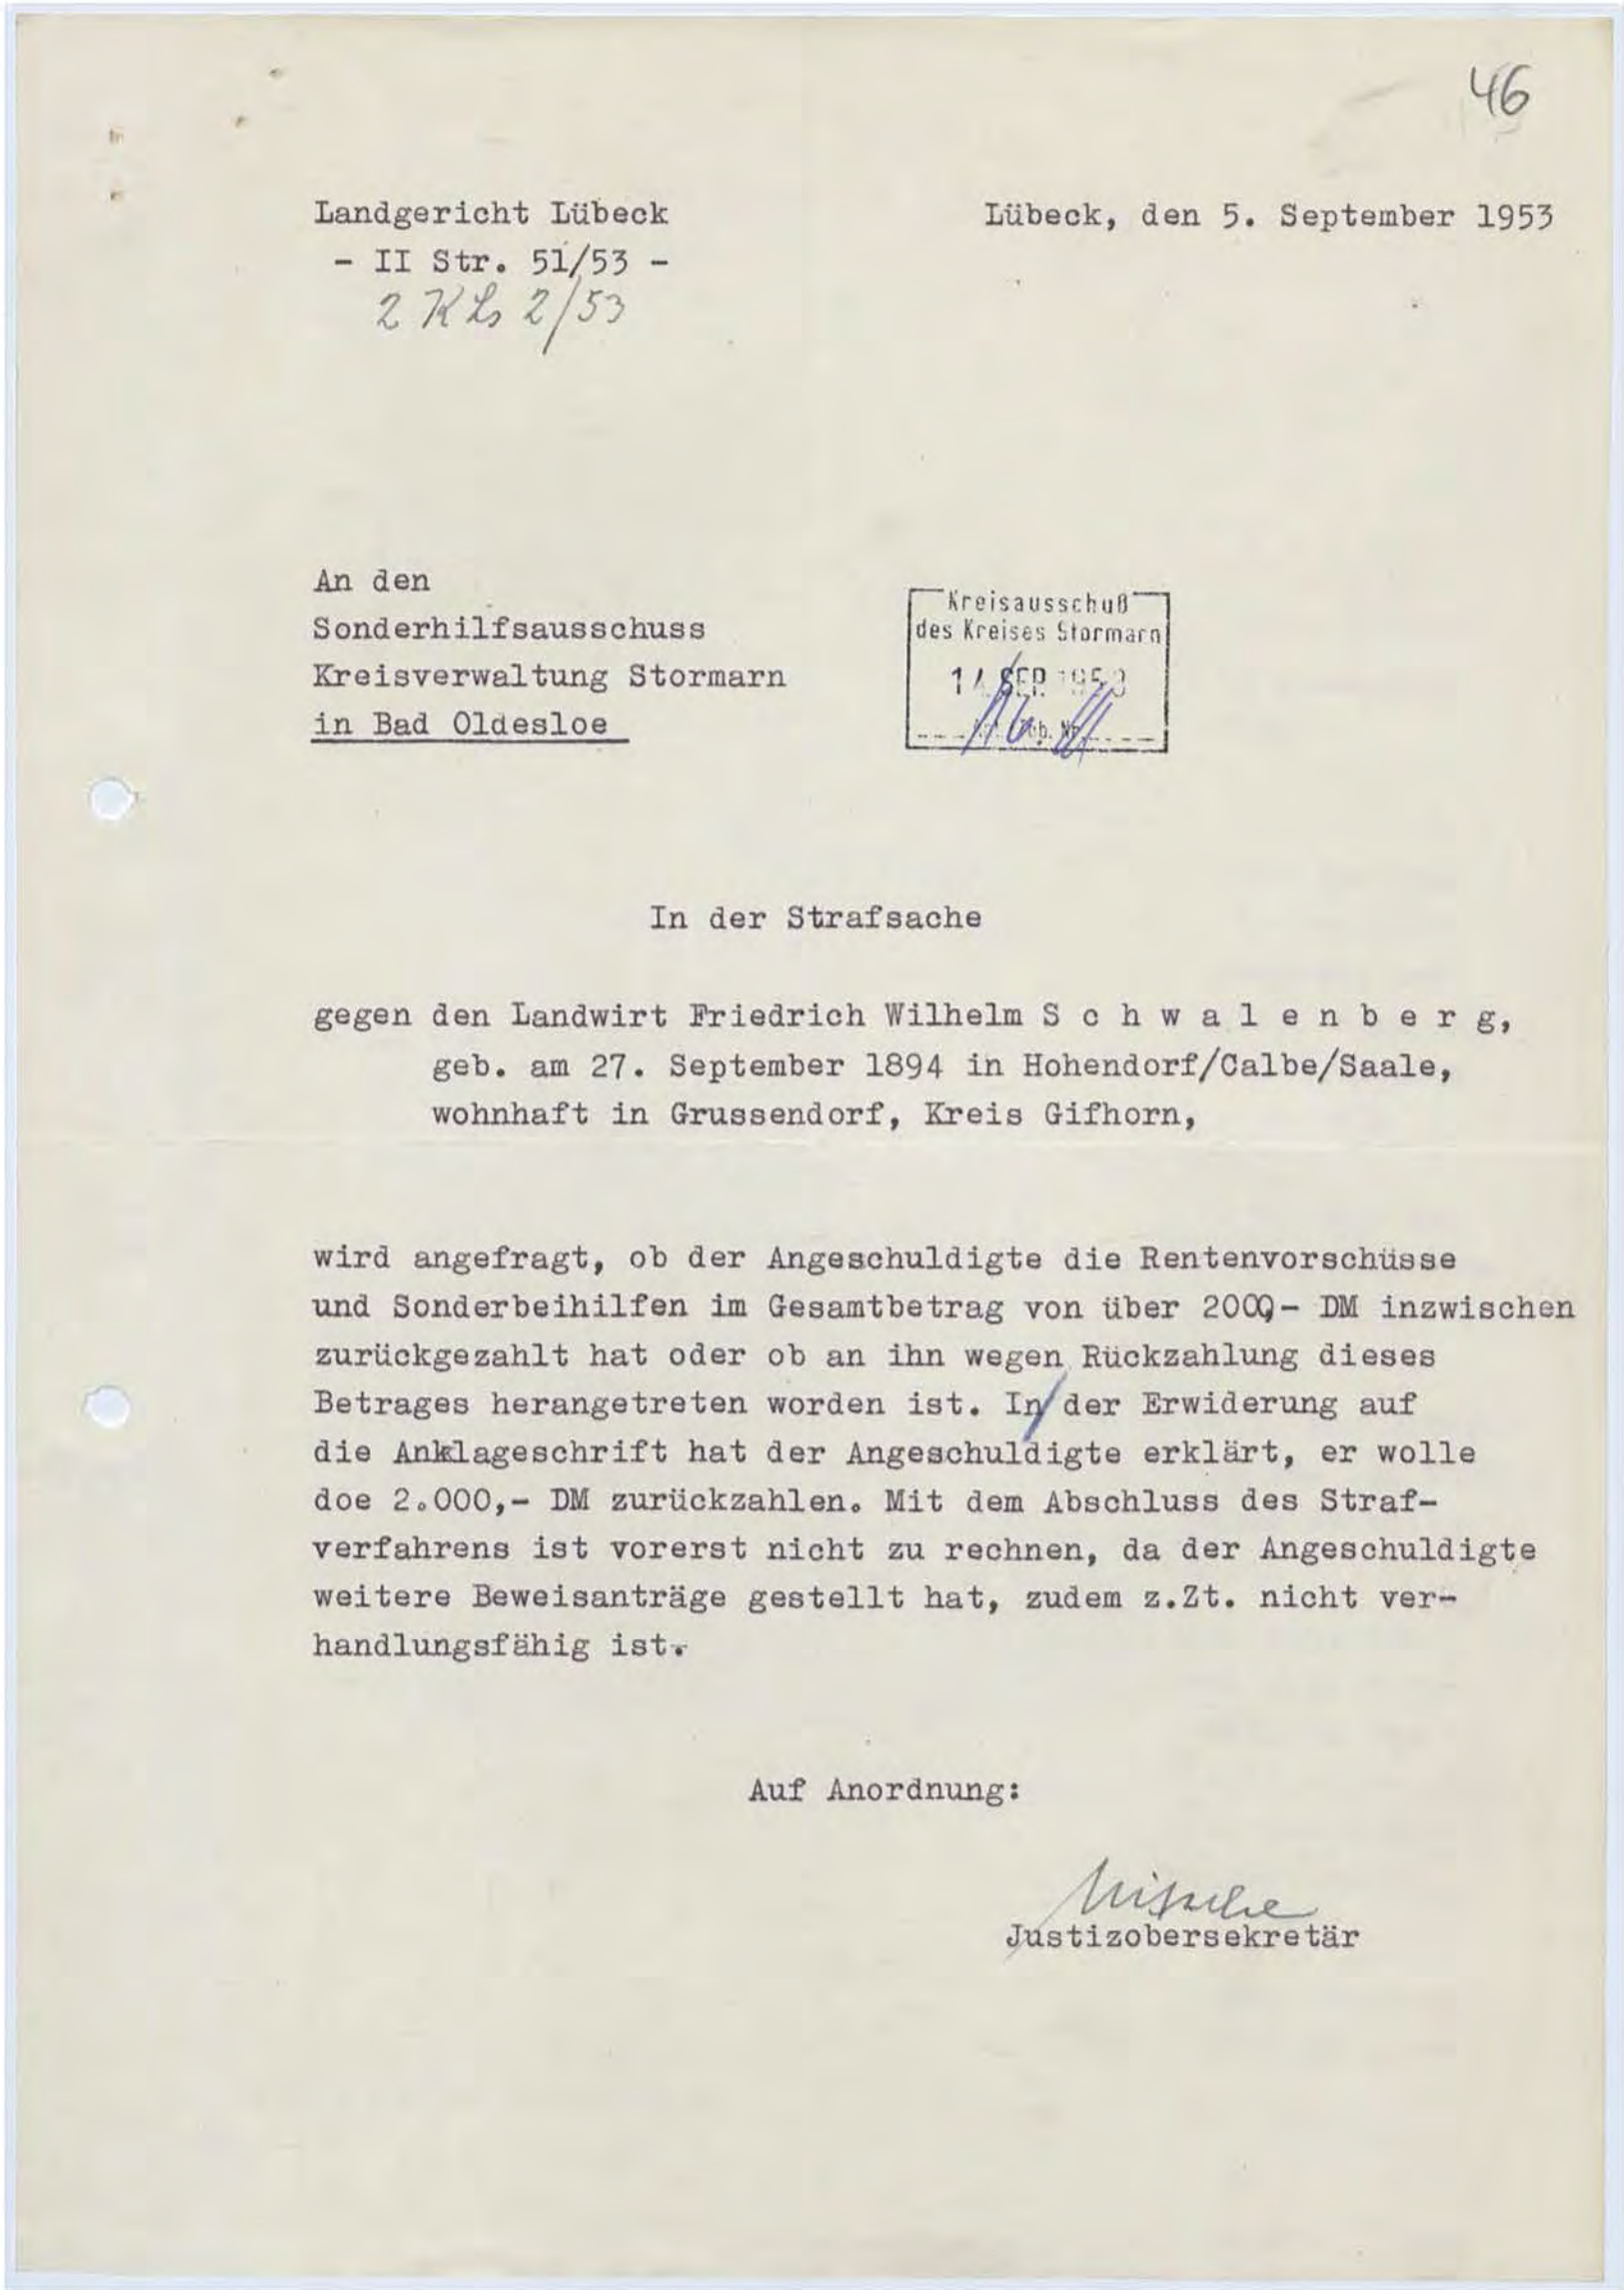 46
Landgericht Lübeck
Lübeck, den 5. September 1953
- II Str. 51/53 -
2 KLs 2/53
An den
Sonderhilfsausschuss
Kreisverwaltung Stormarn
in Bad Oldesloe
Kreisausschuß
des Kreises Stormarn
SEP. 1953
In der Strafsache
gegen den Landwirt Friedrich Wilhelm S c h w a l e n b e r g,
geb. am 27. September 1894 in Hohendorf/Calbe/Saale,
wohnhaft in Grussendorf, Kreis Gifhorn,
wird angefragt, ob der Angeschuldigte die Rentenvorschüsse
und Sonderbeihilfen im Gesamtbetrag von über 2000,- DM inzwischen
zurückgezahlt hat oder ob an ihn wegen Rückzahlung dieses
Betrages herangetreten worden ist. In/der Erwiderung auf
die Anklageschrift hat der Angeschuldigte erklärt, er wolle
doe 2.000,- DM zurückzahlen. Mit dem Abschluss des Straf-
verfahrens ist vorerst nicht zu rechnen, da der Angeschuldigte
weitere Beweisanträge gestellt hat, zudem z.Zt. nicht ver-
handlungsfähig ist.
Auf Anordnung:
Justizobersekretär